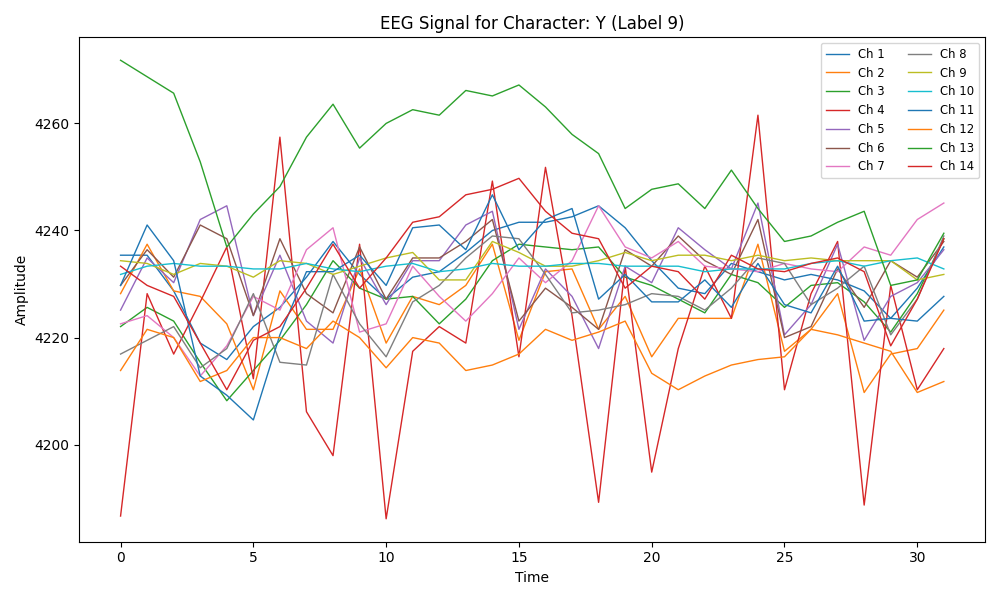 EEG Signal for Character: Y (Label 9)
Ch 1 Ch 8
Ch 2 Ch 9
Ch 3 Ch 10
Ch 4 Ch 11
Ch 5 Ch 12
Ch 6 Ch 13
Ch 7 Ch 14
Amplitude
4260
4240
4220
4200
0 5 10 15 20 25 30
Time